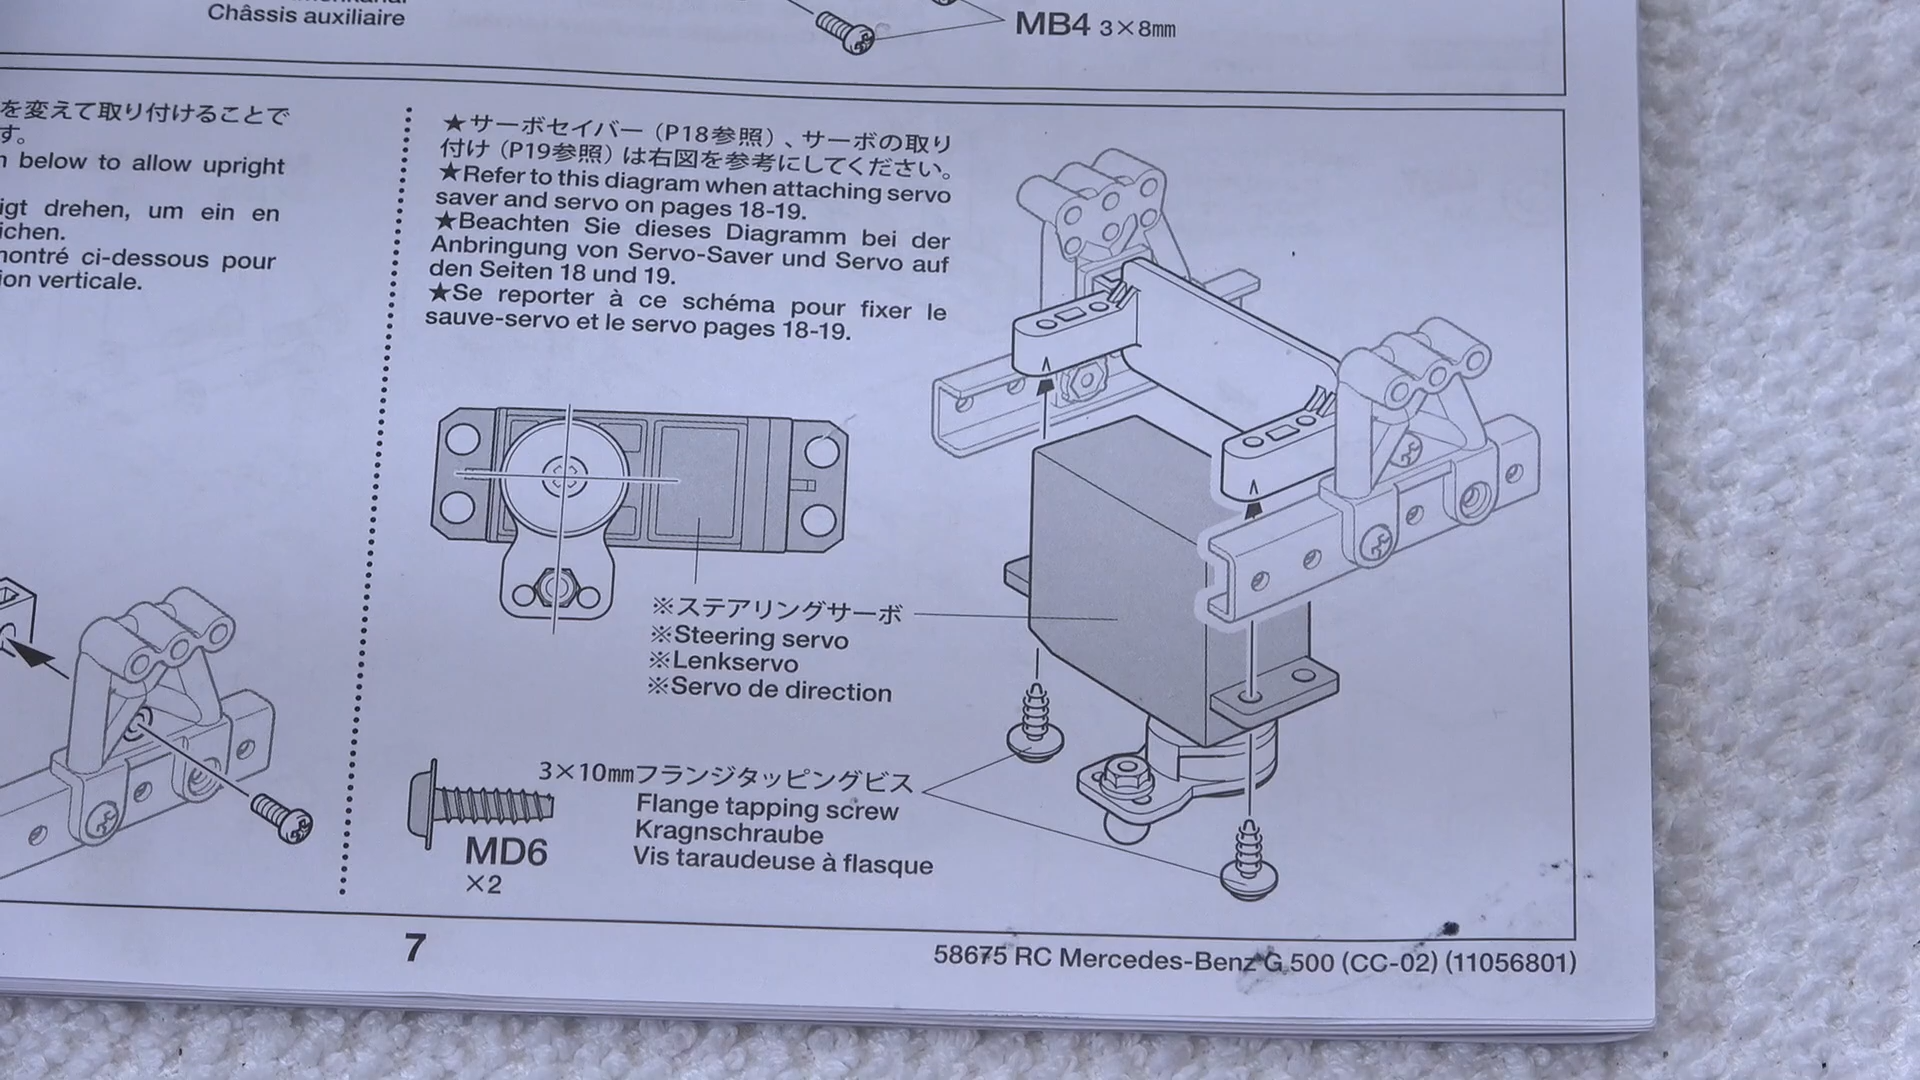 Châssis auxiliaire
MB4 3×8㎜
を変えて取り付けることで
す。
below to allow upright
drehen, um ein en
ci-dessous pour
verticale.
★サーボセイバー（P18参照）、サーボの取り
付け（P19参照）は右図を参考にしてください。
★Refer to this diagram when attaching servo
saver and servo on pages 18-19.
★Beachten Sie dieses Diagramm bei der
Anbringung von Servo-Saver und Servo auf
den Seiten 18 und 19.
★Se reporter à ce schéma pour fixer le
sauve-servo et le servo pages 18-19.
※ステアリングサーボ
※Steering servo
※Lenkservo
※Servo de direction
3×10㎜フランジタッピングビス
Flange tapping screw
Kragnschraube
Vis taraudeuse à flasque
MD6
×2
7
58675 RC Mercedes-Benz G 500 (CC-02) (11056801)